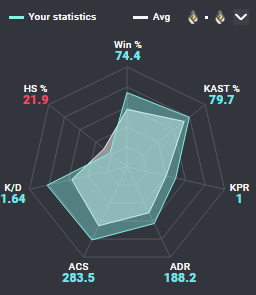 Your statistics
Avg
Win %
74.4
HS %
21.9
KAST %
79.7
K/D
1.64
KPR
1
ACS
283.5
ADR
188.2